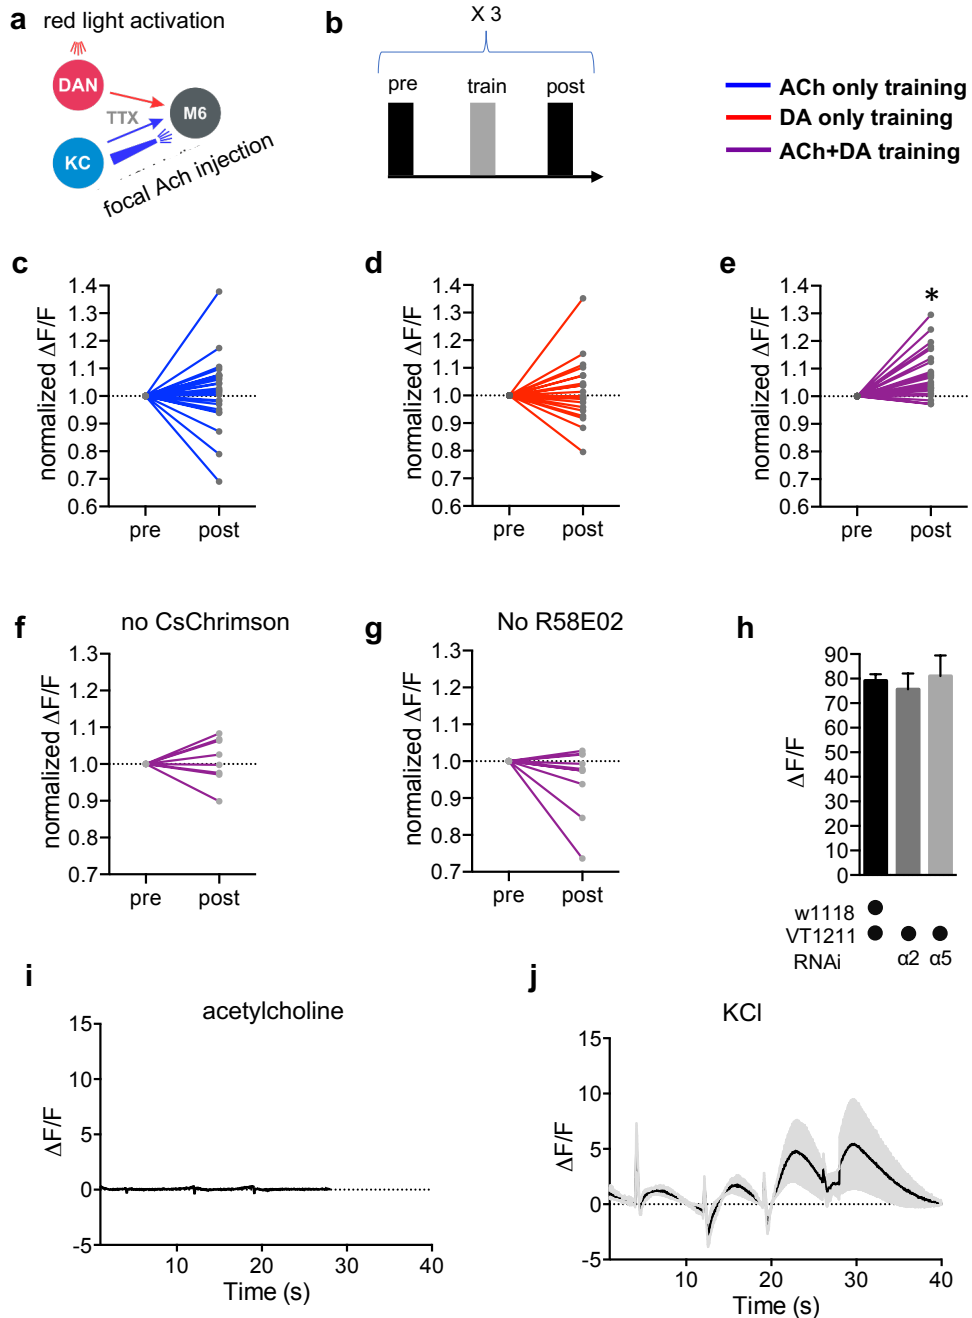 a red light activation
DAN
TTX
M6
KC
focal Ach injection
b
X 3
pre train post
ACh only training
DA only training
ACh+DA training
c
normalized ΔF/F
1.4
1.3
1.2
1.1
1.0
0.9
0.8
0.7
0.6
pre post
d
normalized ΔF/F
1.4
1.3
1.2
1.1
1.0
0.9
0.8
0.7
0.6
pre post
e
normalized ΔF/F
1.4
1.3
1.2
1.1
1.0
0.9
0.8
0.7
0.6
*
pre post
f
no CsChrimson
normalized ΔF/F
1.3
1.2
1.1
1.0
0.9
0.8
0.7
pre post
g
No R58E02
normalized ΔF/F
1.3
1.2
1.1
1.0
0.9
0.8
0.7
pre post
h
ΔF/F
90
80
70
60
50
40
30
20
10
0
w1118
VT1211
RNAi α2 α5
i
acetylcholine
ΔF/F
15
10
5
0
-5
10 20 30 40
Time (s)
j
KCl
ΔF/F
15
10
5
0
-5
10 20 30 40
Time (s)